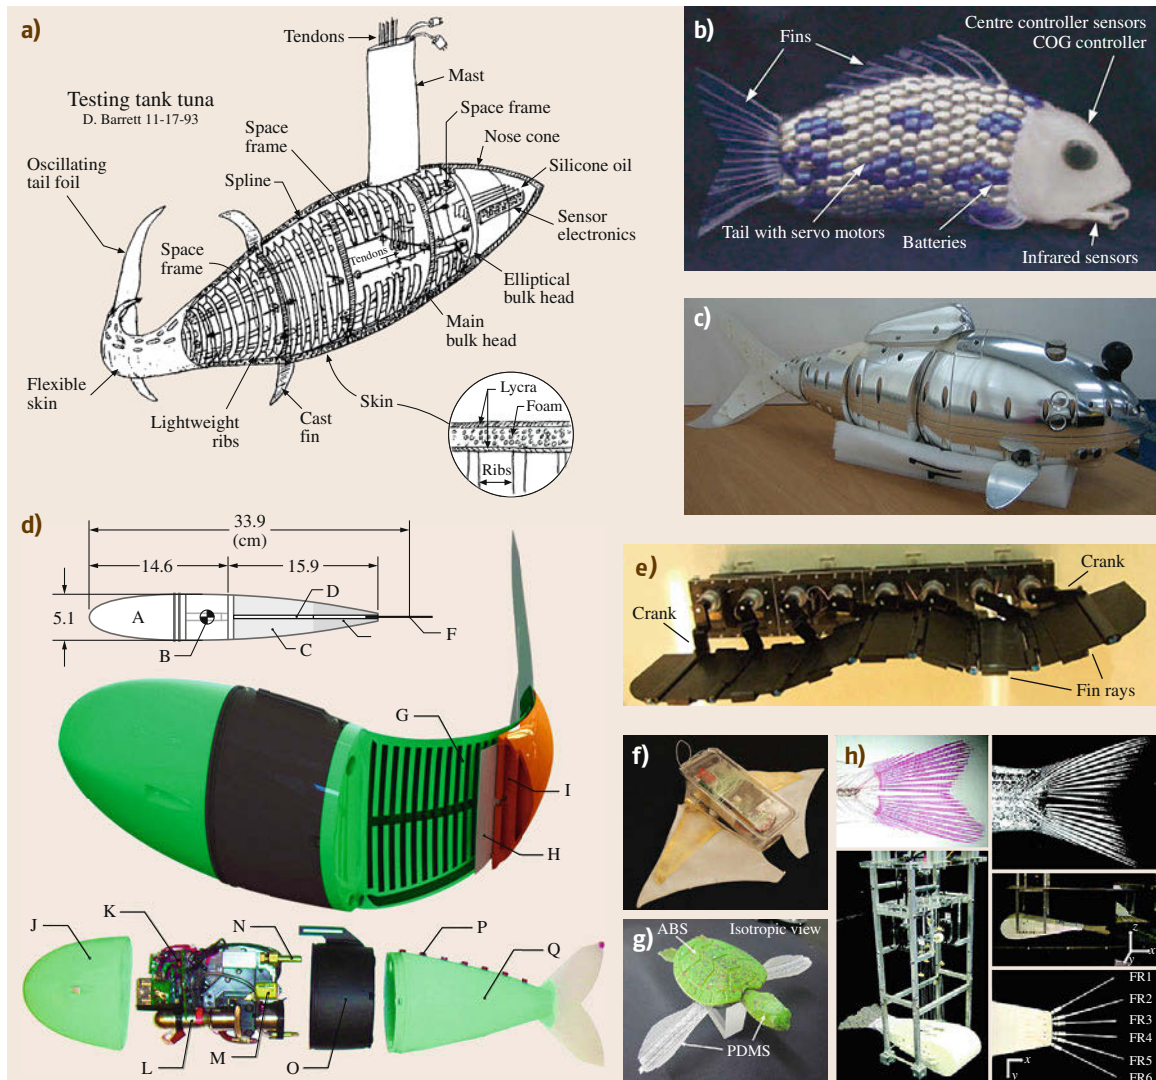 a)
Tendons
Mast
Testing tank tuna
D. Barrett 11-17-93
Space frame
Nose cone
Space
frame
Oscillating
tail foil
Spline
Silicone oil
Sensor
electronics
Space
frame
Tendons
Elliptical
bulk head
Main
bulk head
Flexible
skin
Lightweight
ribs
Cast
fin
Skin
Lycra
Foam
Ribs
b)
Fins
Centre controller sensors
COG controller
Tail with servo motors
Batteries
Infrared sensors
c)
d)
33.9
(cm)
14.6
15.9
5.1
A
B
C
D
F
G
I
H
J
K
N
P
Q
L
M
O
e)
Crank
Crank
Fin rays
f)
g)
ABS
Isotropic view
PDMS
h)
z
x
y
FR1
FR2
FR3
FR4
FR5
FR6
x
y